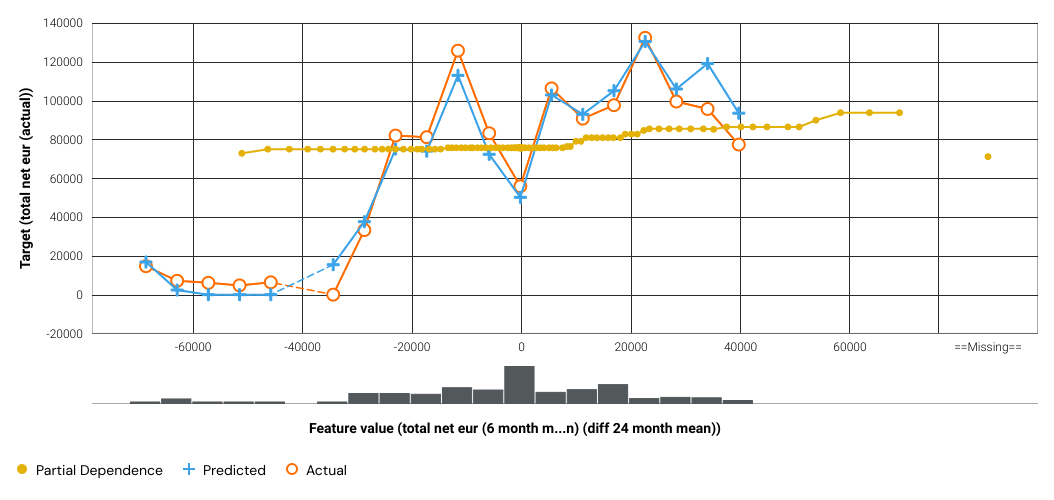 140000
120000
100000
80000
60000
40000
20000
0
-20000
Target (total net eur (actual))
-60000 -40000 -20000 0 20000 40000 60000 ==Missing==
Feature value (total net eur (6 month m...n) (diff 24 month mean))
Partial Dependence Predicted Actual